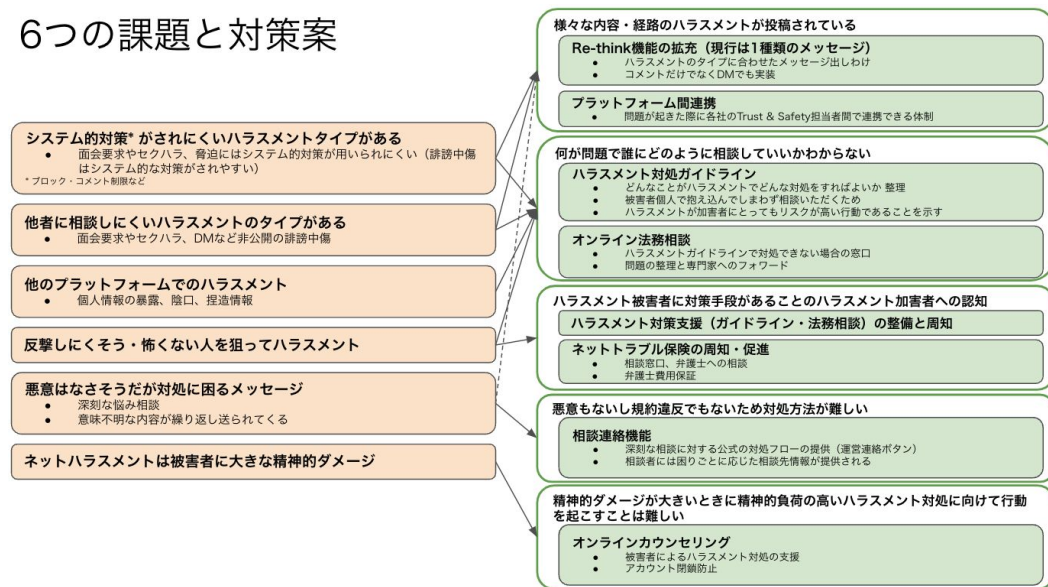 6つの課題と対策案
システム的対策* がされにくいハラスメントタイプがある
● 面会要求やセクハラ、脅迫にはシステム的対策が用いられにくい（誹謗中傷
はシステム的な対策がされやすい）
* ブロック・コメント制限など
他者に相談しにくいハラスメントのタイプがある
● 面会要求やセクハラ、DMなど非公開の誹謗中傷
他のプラットフォームでのハラスメント
● 個人情報の暴露、陰口、捏造情報
反撃しにくそう・怖くない人を狙ってハラスメント
悪意はなさそうだが対処に困るメッセージ
● 深刻な悩み相談
● 意味不明な内容が繰り返し送られてくる
ネットハラスメントは被害者に大きな精神的ダメージ
様々な内容・経路のハラスメントが投稿されている
Re-think機能の拡充（現行は1種類のメッセージ）
● ハラスメントのタイプに合わせたメッセージ出しわけ
● コメントだけでなくDMでも実装
プラットフォーム間連携
● 問題が起きた際に各社のTrust & Safety担当者間で連携できる体制
何が問題で誰にどのように相談していいかわからない
ハラスメント対処ガイドライン
● どんなことがハラスメントでどんな対処をすればよいか 整理
● 被害者個人で抱え込んでしまわず相談いただくため
● ハラスメントが加害者にとってもリスクが高い行動であることを示す
オンライン法務相談
● ハラスメントガイドラインで対処できない場合の窓口
● 問題の整理と専門家へのフォワード
ハラスメント被害者に対策手段があることのハラスメント加害者への認知
ハラスメント対策支援（ガイドライン・法務相談）の整備と周知
ネットトラブル保険の周知・促進
● 相談窓口、弁護士への相談
● 弁護士費用保証
悪意もないし規約違反でもないため対処方法が難しい
相談連絡機能
● 深刻な相談に対する公式の対処フローの提供（運営連絡ボタン）
● 相談者には困りごとに応じた相談先情報が提供される
精神的ダメージが大きいときに精神的負荷の高いハラスメント対処に向けて行動
を起こすことは難しい
オンラインカウンセリング
● 被害者によるハラスメント対処の支援
● アカウント閉鎖防止